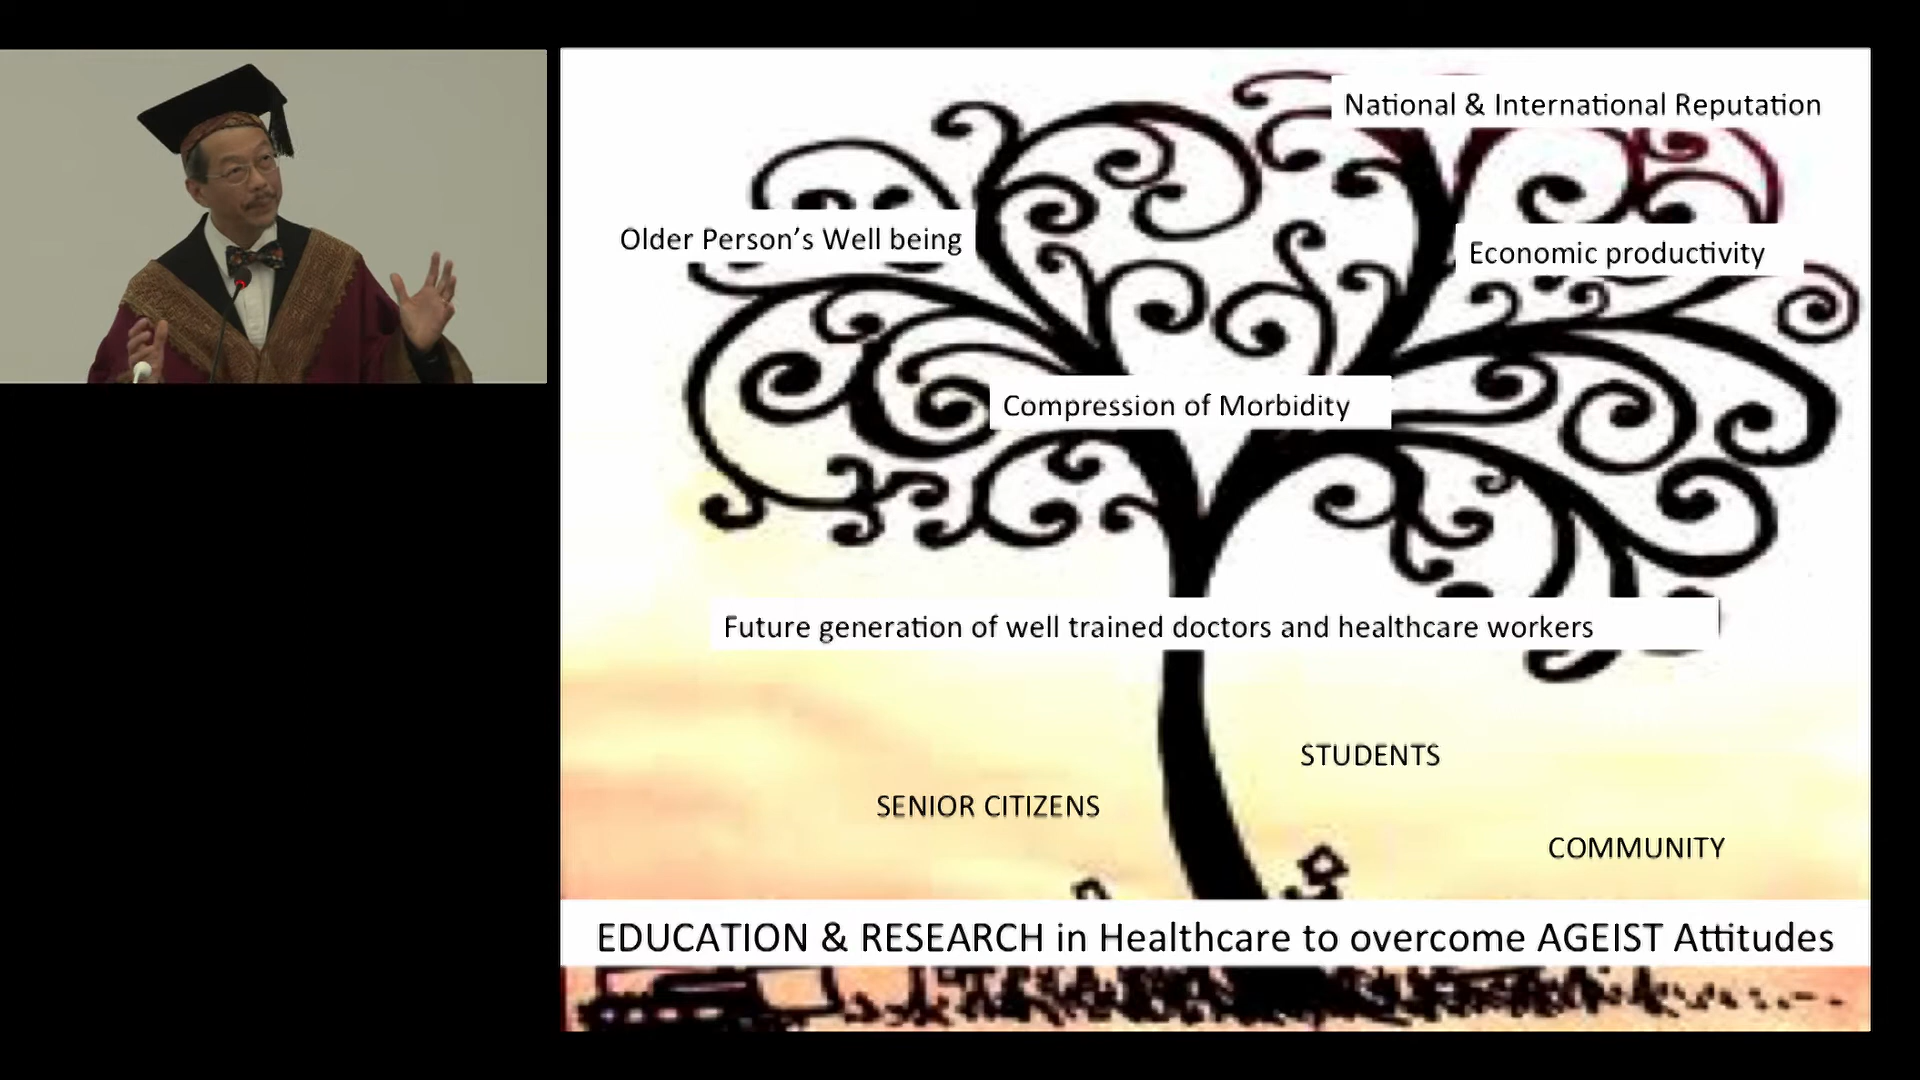 National & International Reputation
Older Person’s Well being
Economic productivity
Compression of Morbidity
Future generation of well trained doctors and healthcare workers
STUDENTS
SENIOR CITIZENS
COMMUNITY
EDUCATION & RESEARCH in Healthcare to overcome AGEIST Attitudes